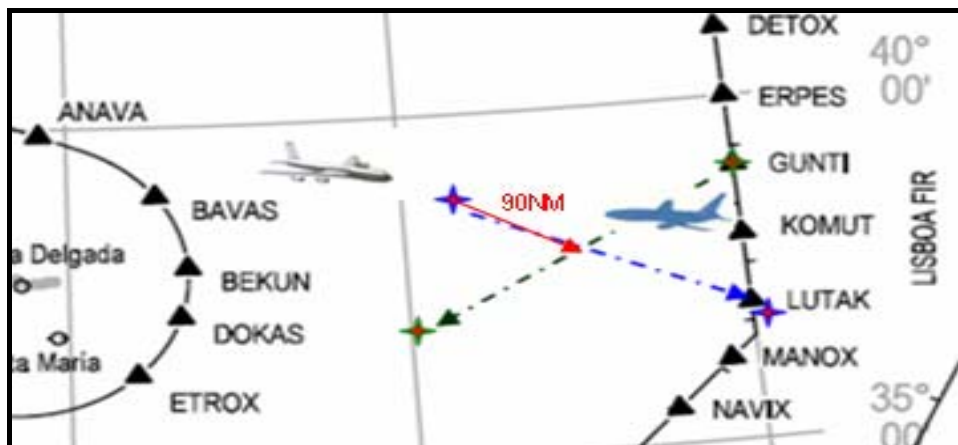 DETOX
40°
00'
ERPES
ANAVA
GUNTI
90NM
BAVAS
KOMUT
LISBOA FIR
a Delgada
BEKUN
LUTAK
DOKAS
ta Maria
MANOX
ETROX
NAVIX
35°
00